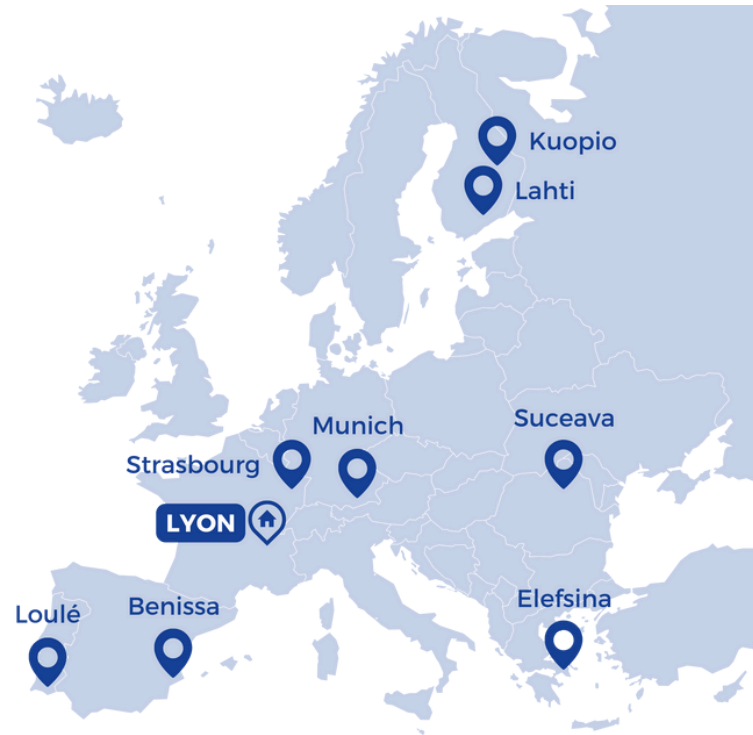 Kuopio
Lahti
Munich
Suceava
Strasbourg
LYON
Loulé
Benissa
Elefsina